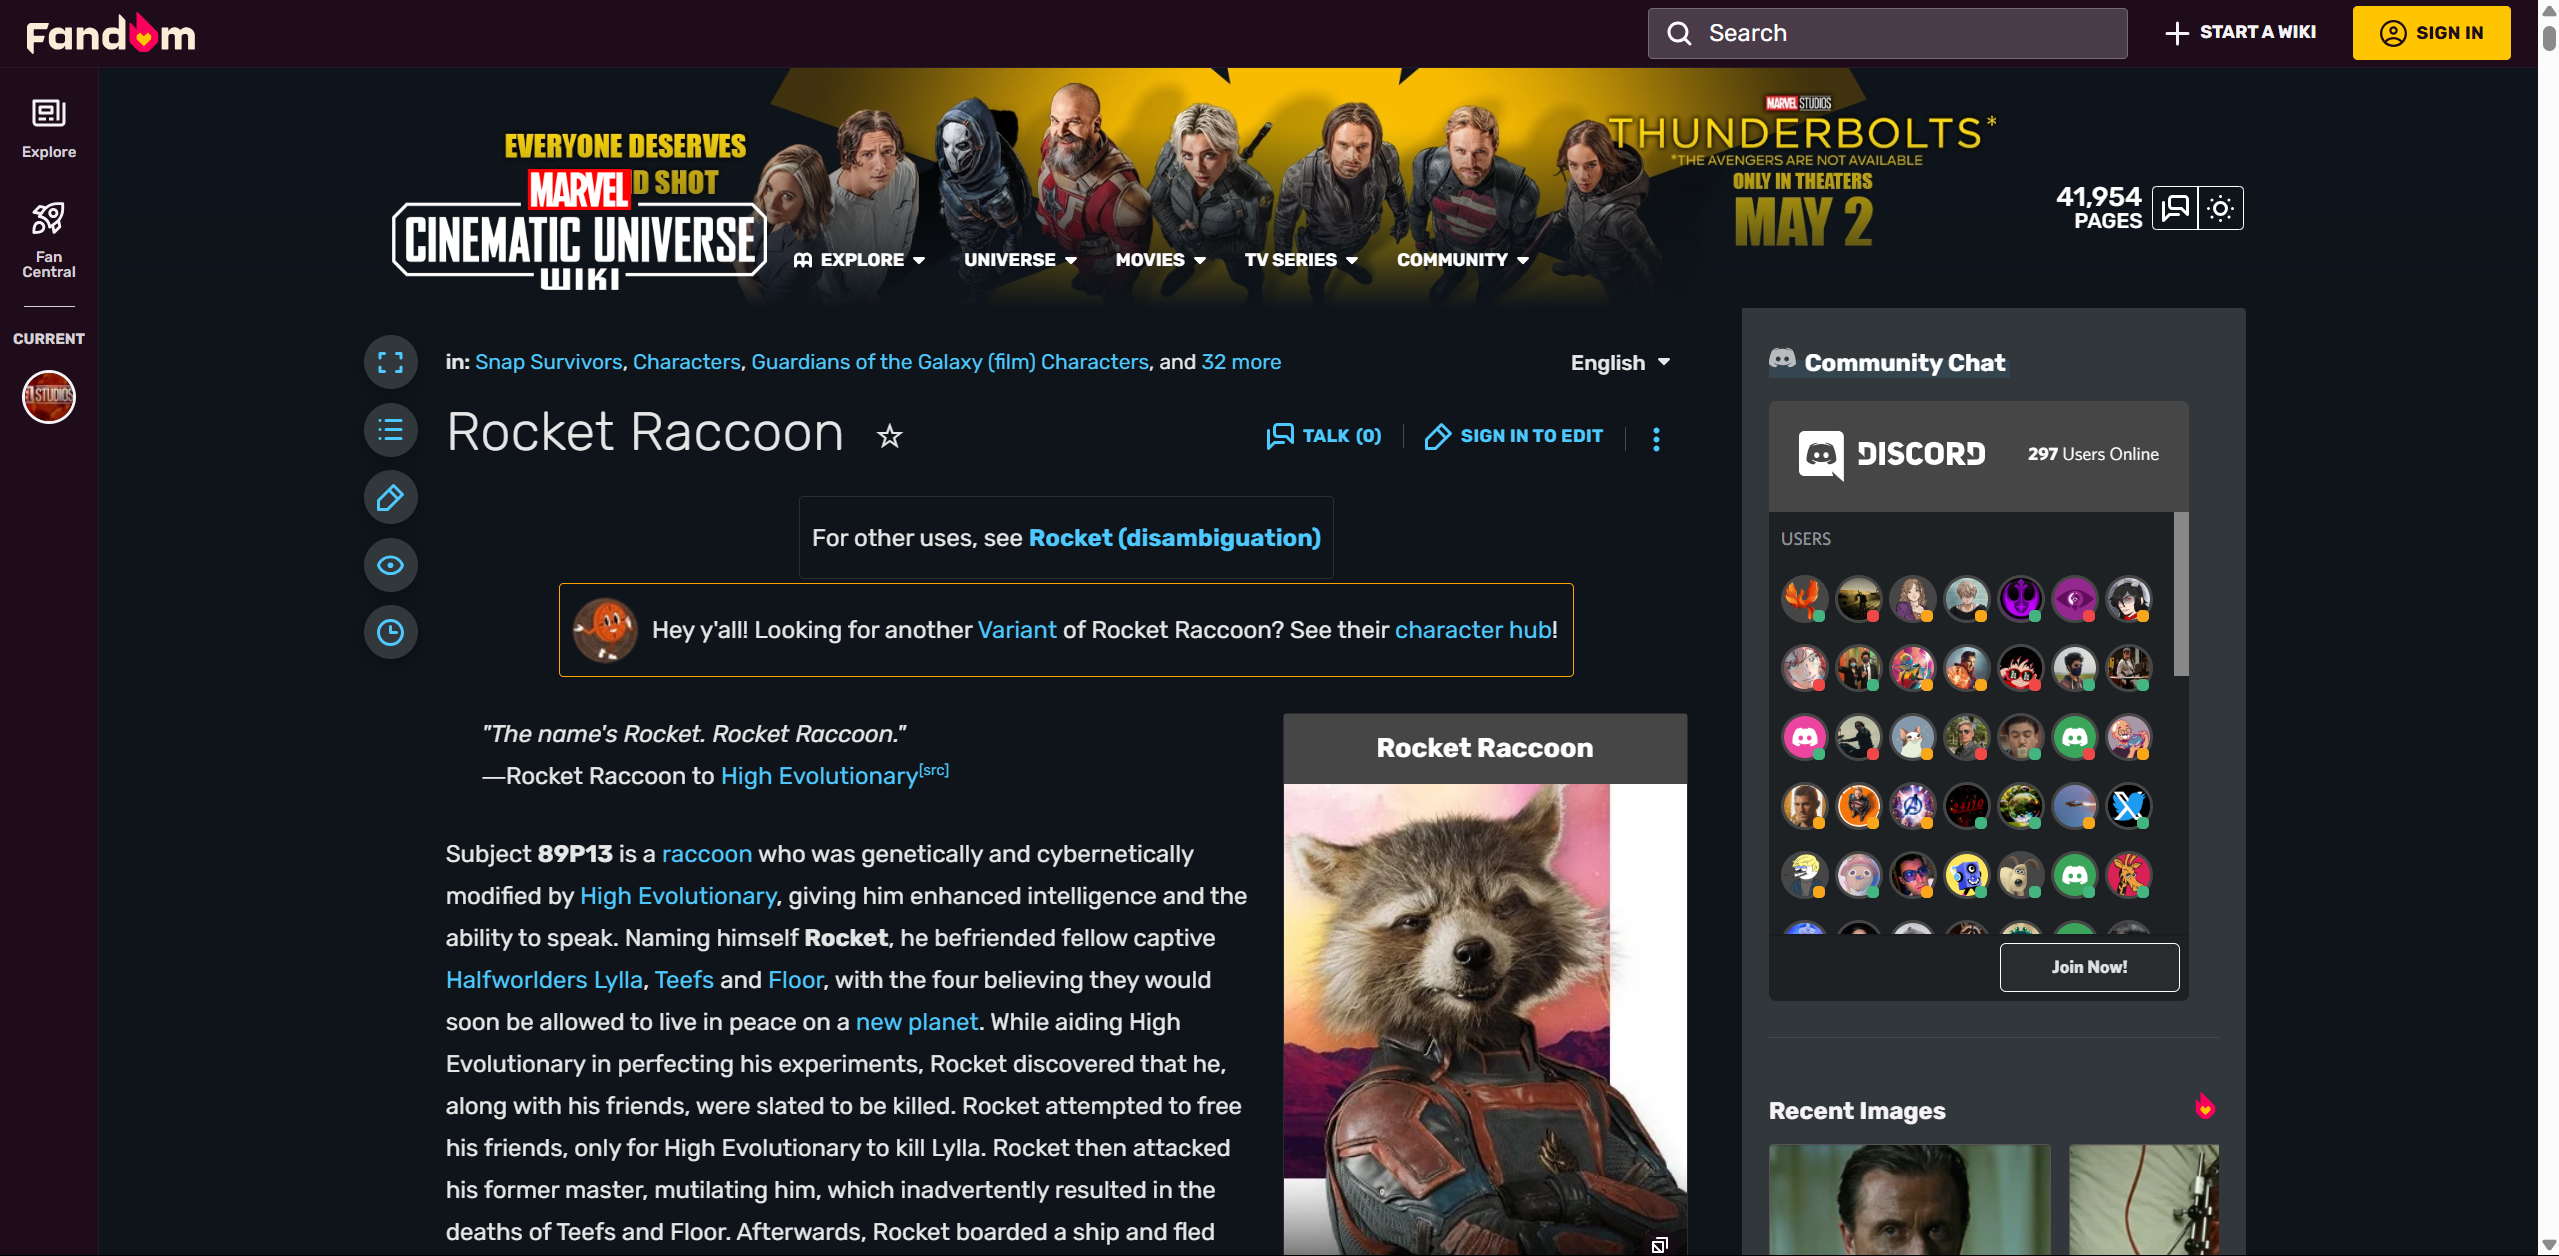 Fandom
Search
START A WIKI
SIGN IN
Explore
Fan
Central
CURRENT
STUDIOS
EVERYONE DESERVES
D SHOT
MARVEL
CINEMATIC UNIVERSE
WIKI
EXPLORE
UNIVERSE
MOVIES
TV SERIES
COMMUNITY
MARVEL STUDIOS
THUNDERBOLTS*
*THE AVENGERS ARE NOT AVAILABLE
ONLY IN THEATERS
MAY 2
41,954
PAGES
in: Snap Survivors, Characters, Guardians of the Galaxy (film) Characters, and 32 more
English
Rocket Raccoon
TALK (0)
SIGN IN TO EDIT
For other uses, see Rocket (disambiguation)
Hey y'all! Looking for another Variant of Rocket Raccoon? See their character hub!
"The name's Rocket. Rocket Raccoon."
—Rocket Raccoon to High Evolutionary[src]
Subject 89P13 is a raccoon who was genetically and cybernetically
modified by High Evolutionary, giving him enhanced intelligence and the
ability to speak. Naming himself Rocket, he befriended fellow captive
Halfworlders Lylla, Teefs and Floor, with the four believing they would
soon be allowed to live in peace on a new planet. While aiding High
Evolutionary in perfecting his experiments, Rocket discovered that he,
along with his friends, were slated to be killed. Rocket attempted to free
his friends, only for High Evolutionary to kill Lylla. Rocket then attacked
his former master, mutilating him, which inadvertently resulted in the
deaths of Teefs and Floor. Afterwards, Rocket boarded a ship and fled
Rocket Raccoon
Community Chat
DISCORD
297 Users Online
USERS
Join Now!
Recent Images